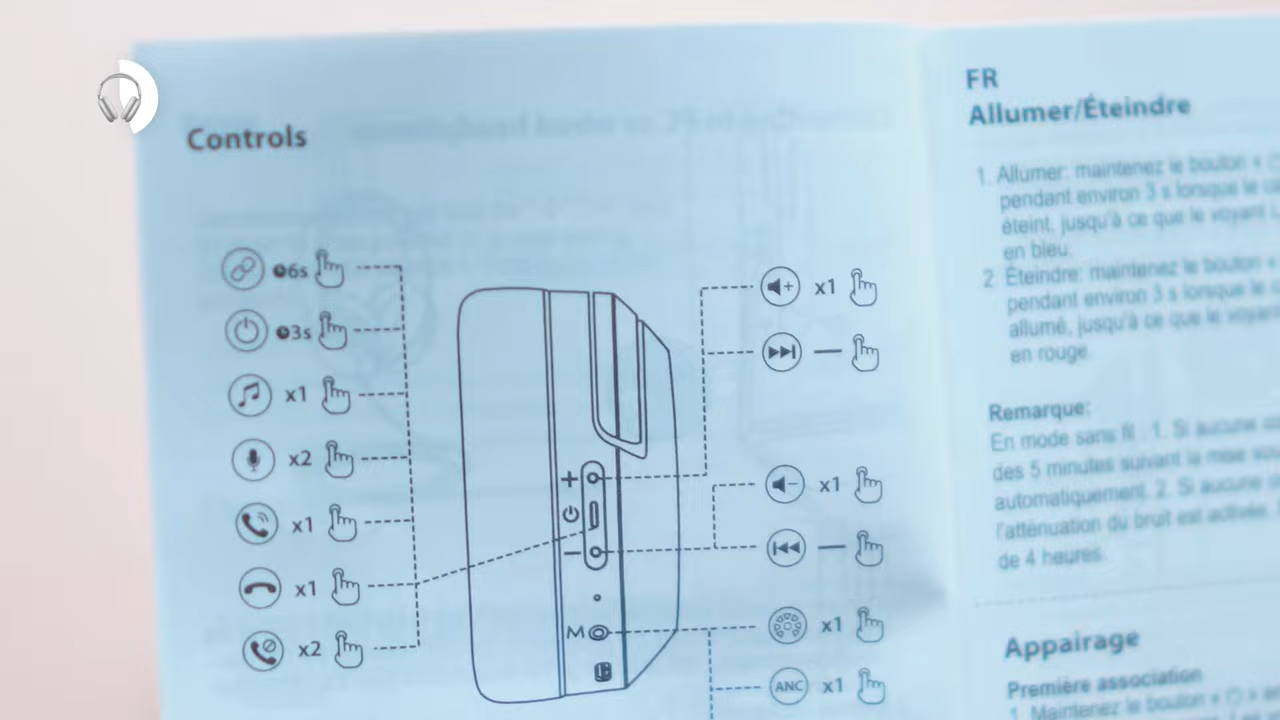 Controls
6s
3s
x1
x2
x1
x1
x2
+
−
M
x1
—
x1
—
x1
ANC x1
FR
Allumer/Éteindre
1. Allumer: maintenez le bouton «
pendant environ 3 s lorsque le
éteint, jusqu'à ce que le voyant
en bleu.
2 Éteindre: maintenez le bouton «
pendant environ 3 s lorsque le
allumé, jusqu'à ce que le voyant
en rouge.
Remarque:
En mode sans fil : 1. Si aucune
des 5 minutes suivant la mise
automatiquement. 2. Si aucune
l'atténuation du bruit est activée.
de 4 heures.
Appairage
Première association
1. Maintenez le bouton «